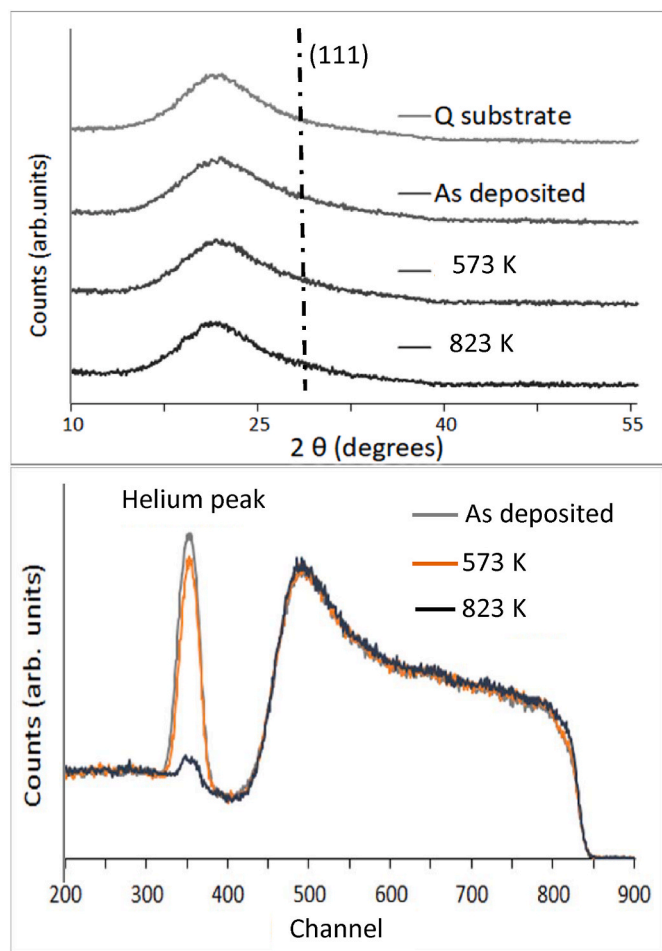 (111)
Q substrate
As deposited
573 K
823 K
Counts (arb.units)
10 25 40 55
2 θ (degrees)
Helium peak
As deposited
573 K
823 K
Counts (arb. units)
200 300 400 500 600 700 800 900
Channel